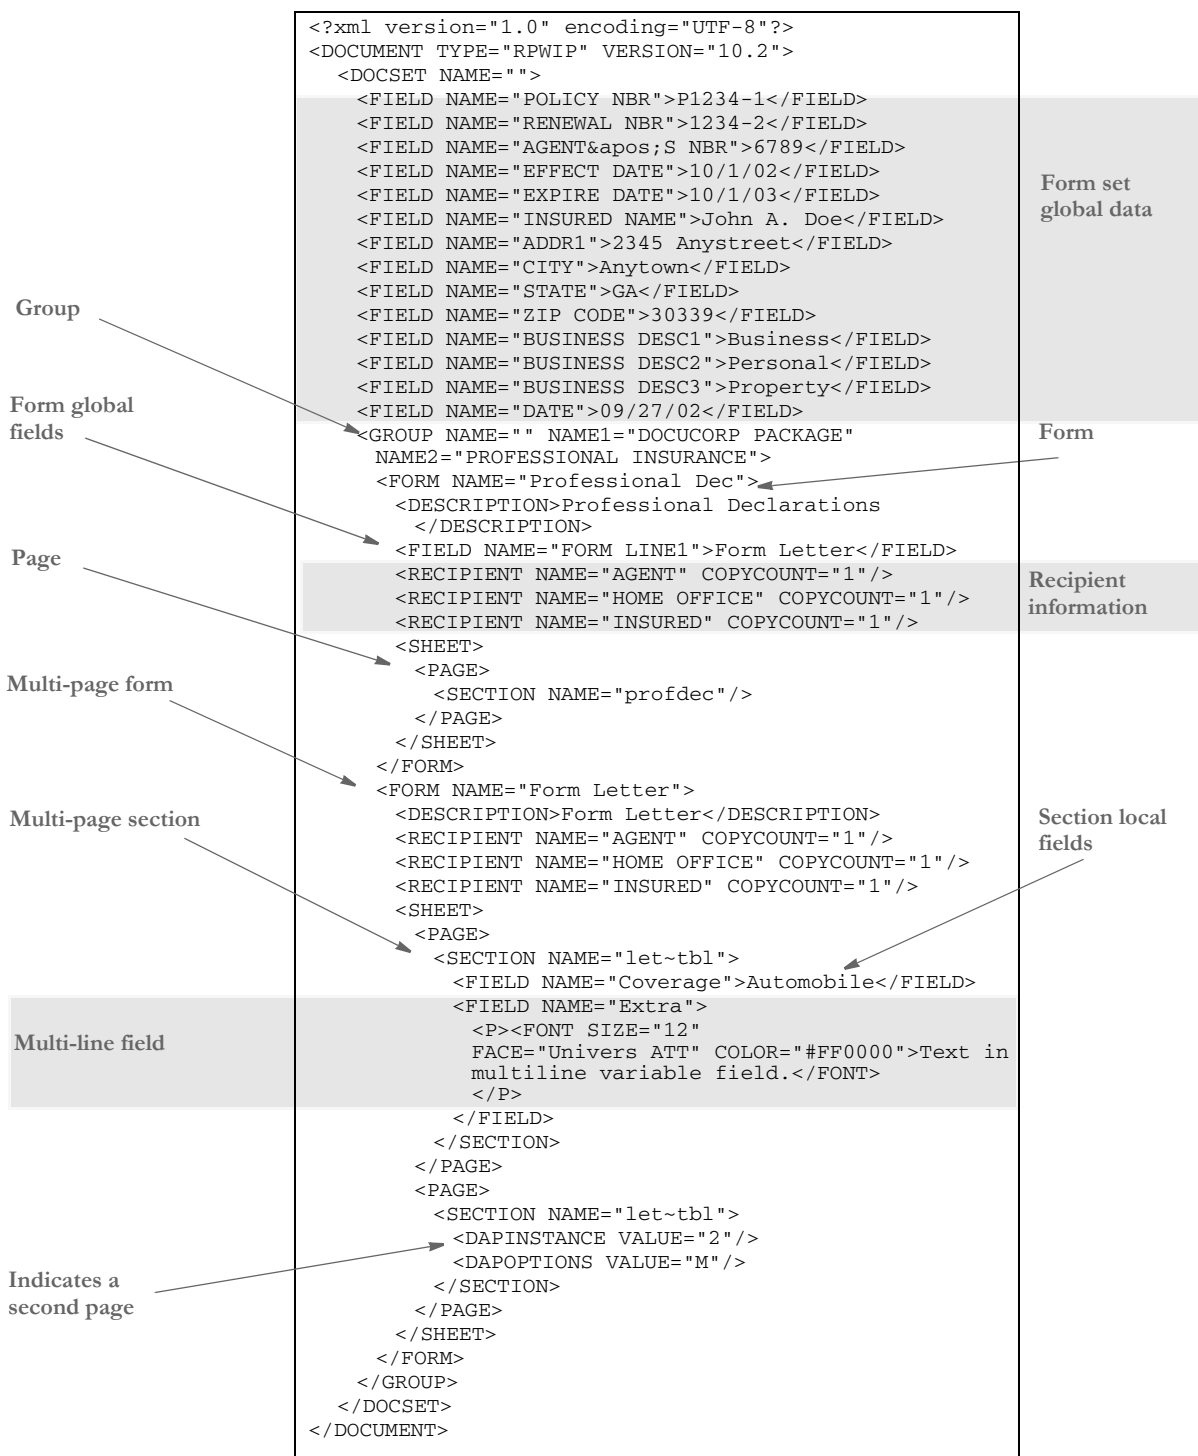 <?xml version="1.0" encoding="UTF-8"?>
<DOCUMENT TYPE="RPWIP" VERSION="10.2">
<DOCSET NAME="">
<FIELD NAME="POLICY NBR">P1234-1</FIELD>
<FIELD NAME="RENEWAL NBR">1234-2</FIELD>
<FIELD NAME="AGENT&apos;S NBR">6789</FIELD>
<FIELD NAME="EFFECT DATE">10/1/02</FIELD>
<FIELD NAME="EXPIRE DATE">10/1/03</FIELD>
<FIELD NAME="INSURED NAME">John A. Doe</FIELD>
<FIELD NAME="ADDR1">2345 Anystreet</FIELD>
<FIELD NAME="CITY">Anytown</FIELD>
<FIELD NAME="STATE">GA</FIELD>
<FIELD NAME="ZIP CODE">30339</FIELD>
<FIELD NAME="BUSINESS DESC1">Business</FIELD>
<FIELD NAME="BUSINESS DESC2">Personal</FIELD>
<FIELD NAME="BUSINESS DESC3">Property</FIELD>
<FIELD NAME="DATE">09/27/02</FIELD>
<GROUP NAME="" NAME1="DOCUCORP PACKAGE"
NAME2="PROFESSIONAL INSURANCE">
<FORM NAME="Professional Dec">
<DESCRIPTION>Professional Declarations
</DESCRIPTION>
<FIELD NAME="FORM LINE1">Form Letter</FIELD>
<RECIPIENT NAME="AGENT" COPYCOUNT="1"/>
<RECIPIENT NAME="HOME OFFICE" COPYCOUNT="1"/>
<RECIPIENT NAME="INSURED" COPYCOUNT="1"/>
<SHEET>
<PAGE>
<SECTION NAME="profdec"/>
</PAGE>
</SHEET>
</FORM>
<FORM NAME="Form Letter">
<DESCRIPTION>Form Letter</DESCRIPTION>
<RECIPIENT NAME="AGENT" COPYCOUNT="1"/>
<RECIPIENT NAME="HOME OFFICE" COPYCOUNT="1"/>
<RECIPIENT NAME="INSURED" COPYCOUNT="1"/>
<SHEET>
<PAGE>
<SECTION NAME="let~tbl">
<FIELD NAME="Coverage">Automobile</FIELD>
<FIELD NAME="Extra">
<P><FONT SIZE="12"
FACE="Univers ATT" COLOR="#FF0000">Text in
multiline variable field.</FONT>
</P>
</FIELD>
</SECTION>
</PAGE>
<PAGE>
<SECTION NAME="let~tbl">
<DAPINSTANCE VALUE="2"/>
<DAPOPTIONS VALUE="M"/>
</SECTION>
</PAGE>
</SHEET>
</FORM>
</GROUP>
</DOCSET>
</DOCUMENT>
Group
Form global
fields
Page
Multi-page form
Multi-page section
Multi-line field
Indicates a
second page
Form set
global data
Form
Recipient
information
Section local
fields